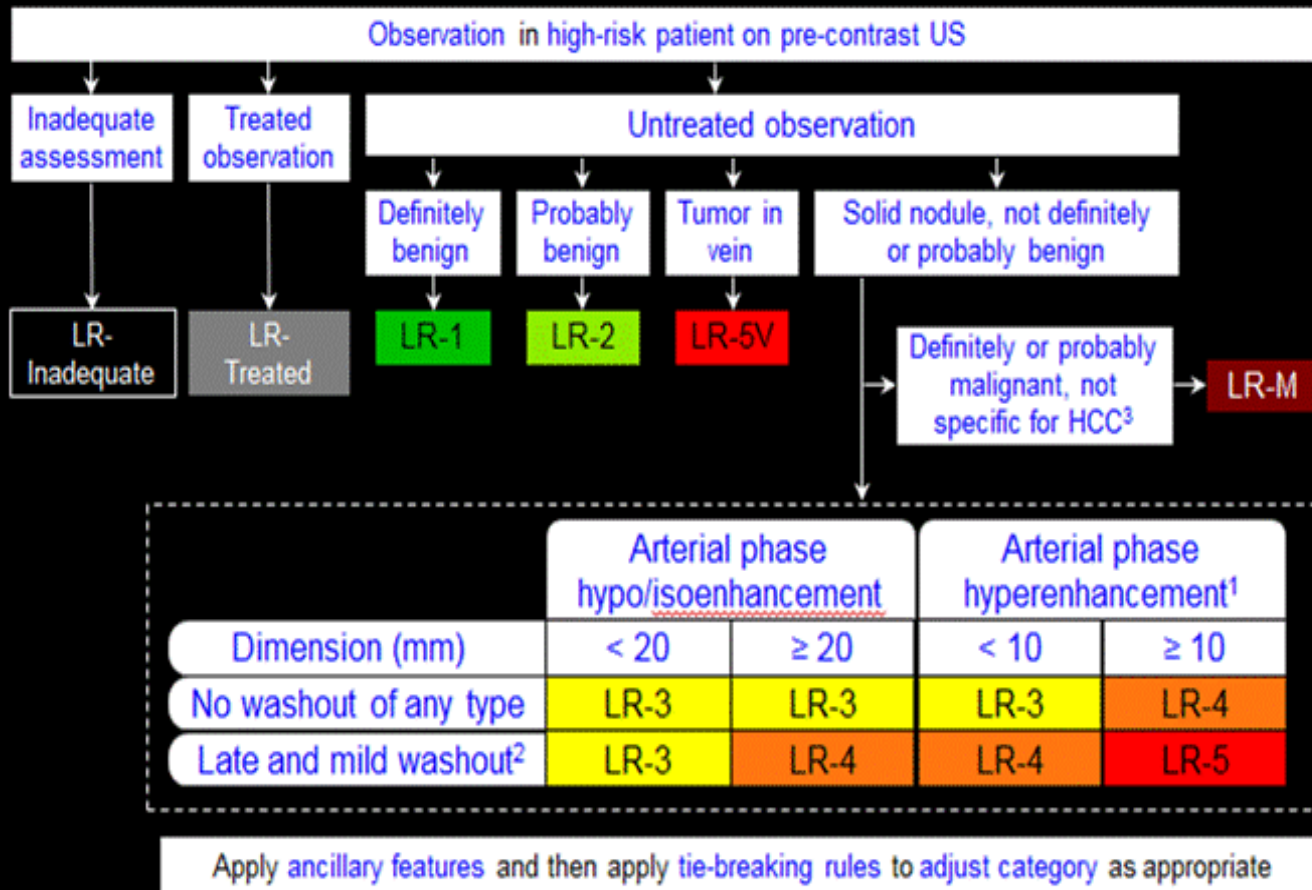 Observation in high-risk patient on pre-contrast US
Inadequate
assessment
Treated
observation
Untreated observation
Definitely
benign
Probably
benign
Tumor in
vein
Solid nodule, not definitely
or probably benign
LR-
Inadequate
LR-
Treated
LR-1
LR-2
LR-5V
Definitely or probably
malignant, not
specific for HCC³
LR-M
Arterial phase
hypo/isoenhancement
Arterial phase
hyperenhancement¹
Dimension (mm) < 20 ≥ 20 < 10 ≥ 10
No washout of any type LR-3 LR-3 LR-3 LR-4
Late and mild washout² LR-3 LR-4 LR-4 LR-5
Apply ancillary features and then apply tie-breaking rules to adjust category as appropriate